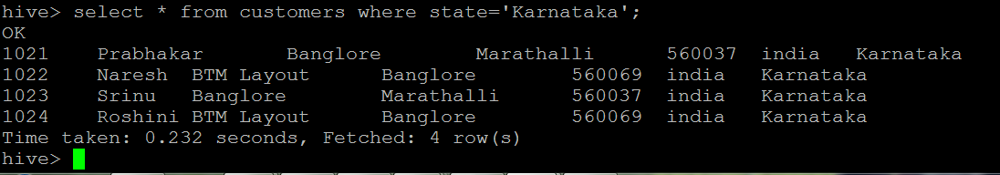 hive> select * from customers where state='Karnataka';
OK
1021 Prabhakar Banglore Marathalli 560037 india Karnataka
1022 Naresh BTM Layout Banglore 560069 india Karnataka
1023 Srinu Banglore Marathalli 560037 india Karnataka
1024 Roshini BTM Layout Banglore 560069 india Karnataka
Time taken: 0.232 seconds, Fetched: 4 row(s)
hive>